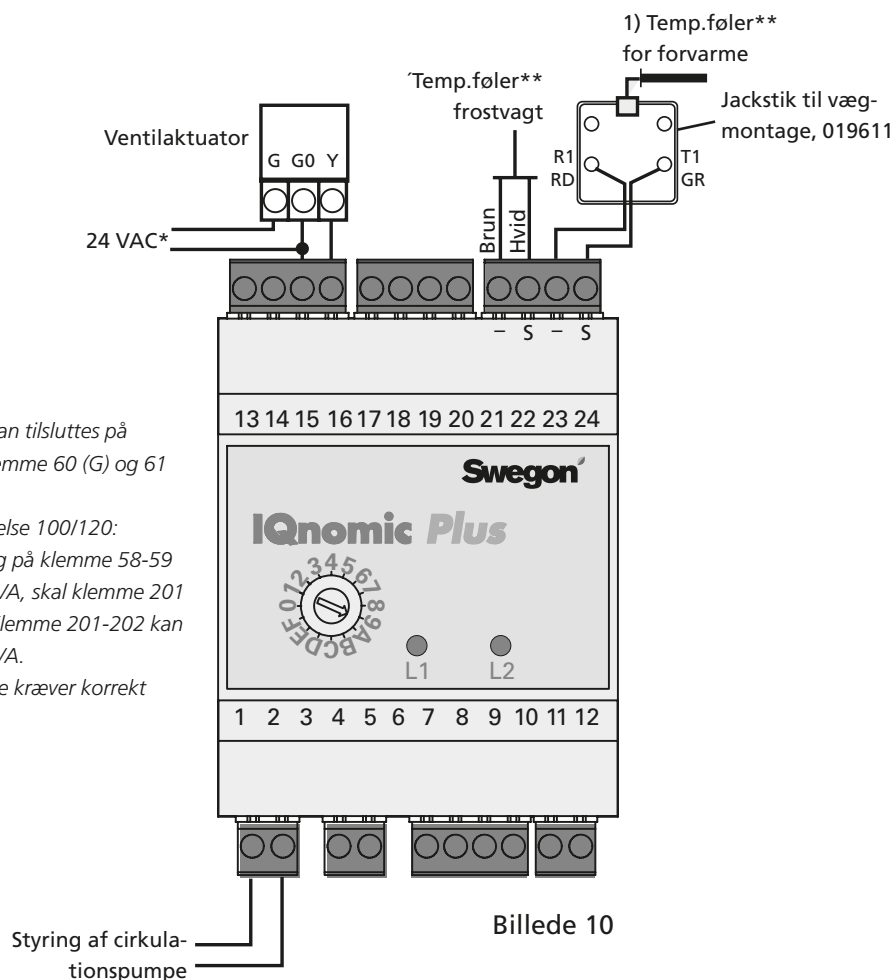 1) Temp.føler**
for forvarme
´Temp.føler**
frostvagt
Jackstik til væg-
montage, 019611
Ventilaktuator
G G0 Y
R1
RD
T1
GR
Brun
Hvid
24 VAC*
– S – S
an tilsluttes på
emme 60 (G) og 61
else 100/120:
g på klemme 58-59
VA, skal klemme 201
Klemme 201-202 kan
VA.
e kræver korrekt
13 14 15 16 17 18 19 20 21 22 23 24
Swegon
IQnomic Plus
0 1 2 3 4 5 6 7 8 9 A B C D E F
L1 L2
1 2 3 4 5 6 7 8 9 10 11 12
Styring af cirkula-
tionspumpe
Billede 10